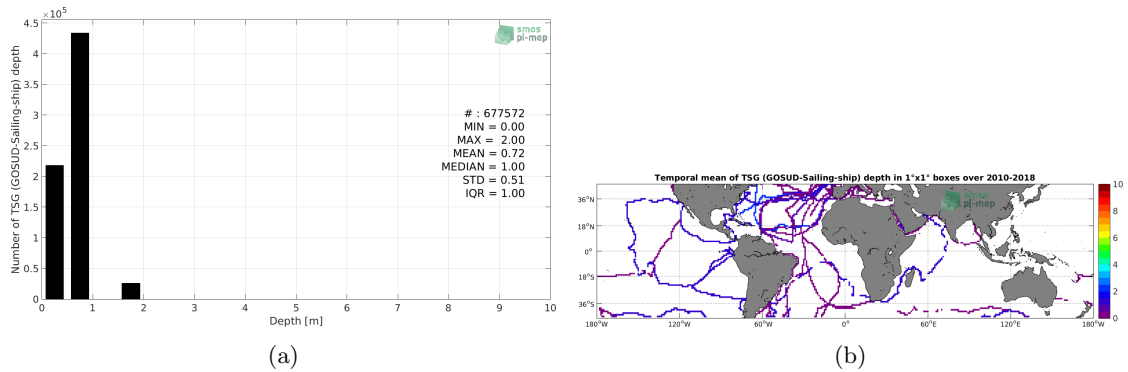 ×10^5
4.5
4
3.5
3
2.5
2
1.5
1
0.5
0
Number of TSG (GOSUD-Sailing-ship) depth
smos
pi-mep
# : 677572
MIN = 0.00
MAX = 2.00
MEAN = 0.72
MEDIAN = 1.00
STD = 0.51
IQR = 1.00
0 1 2 3 4 5 6 7 8 9 10
Depth [m]
(a)
Temporal mean of TSG (GOSUD-Sailing-ship) depth in 1°x1° boxes over 2010-2018
smos
pi-mep
36°N
18°N
0°
18°S
36°S
180°W 120°W 60°W 0° 60°E 120°E 180°W
10
8
6
4
2
0
(b)